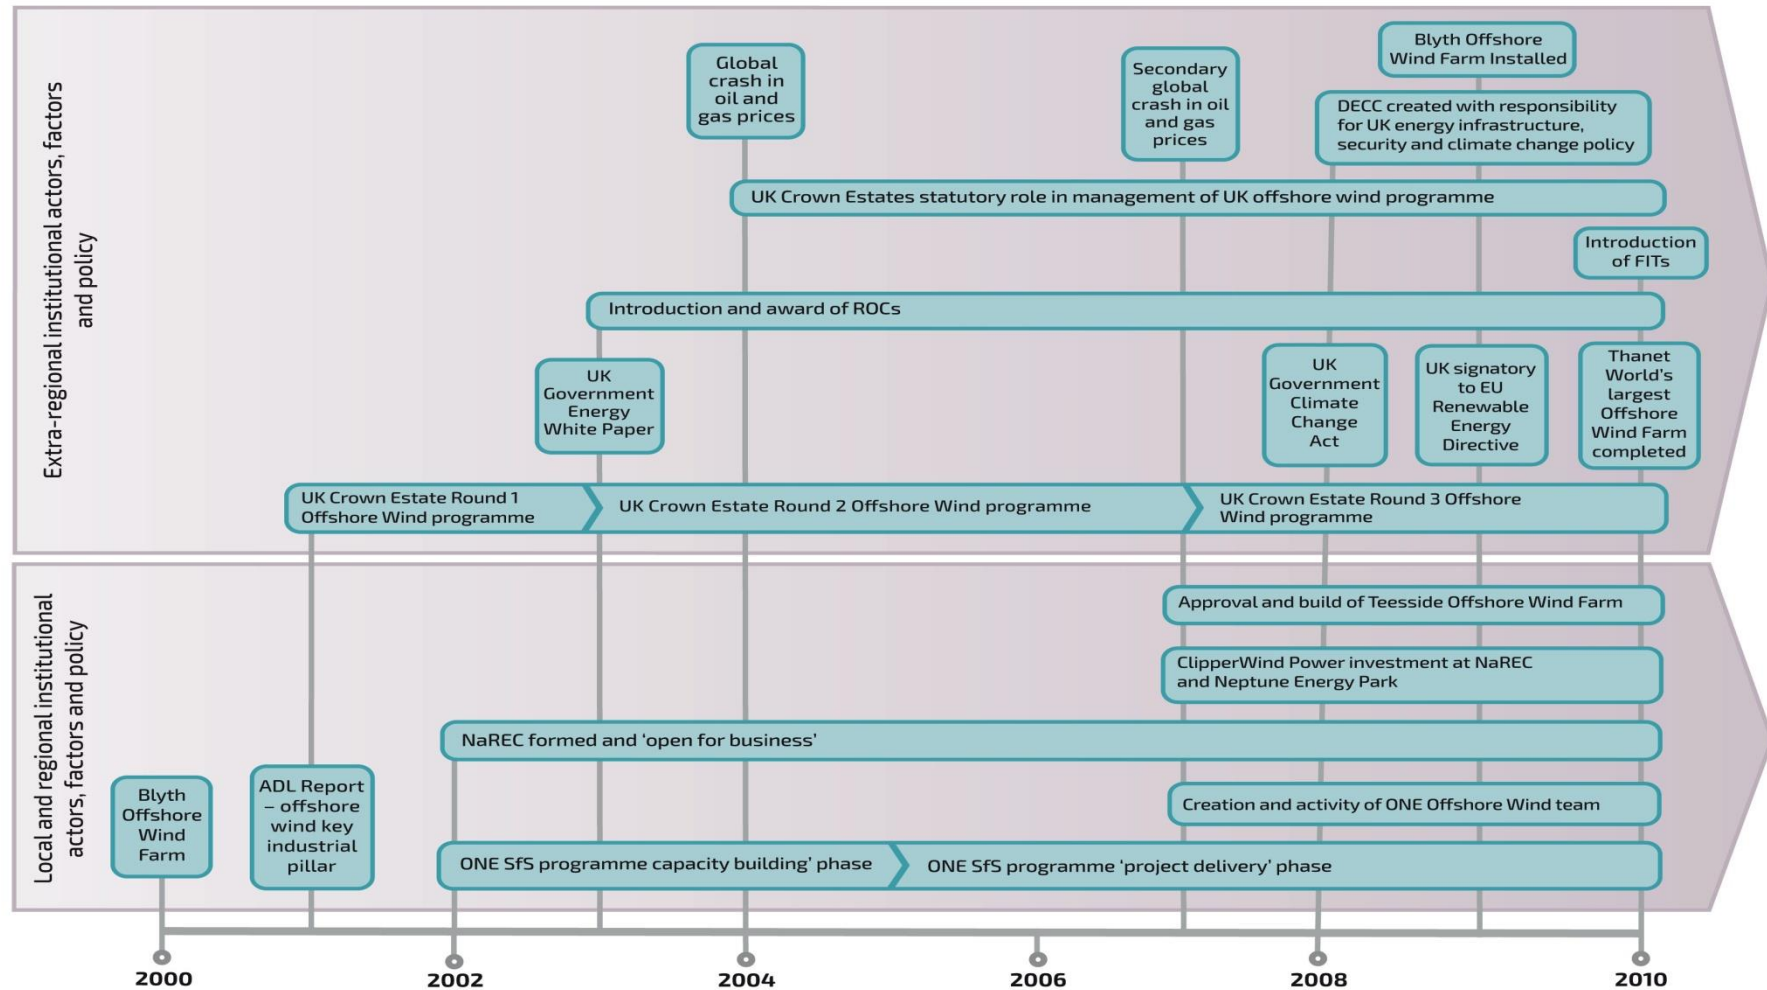 Extra-regional institutional actors, factors
and policy
Global
crash in
oil and
gas prices
Secondary
global
crash in oil
and gas
prices
Blyth Offshore
Wind Farm Installed
DECC created with responsibility
for UK energy infrastructure,
security and climate change policy
UK Crown Estates statutory role in management of UK offshore wind programme
Introduction
of FITs
Introduction and award of ROCs
UK
Government
Energy
White Paper
UK
Government
Climate
Change
Act
UK signatory
to EU
Renewable
Energy
Directive
Thanet
World's
largest
Offshore
Wind Farm
completed
UK Crown Estate Round 1
Offshore Wind programme
UK Crown Estate Round 2 Offshore Wind programme
UK Crown Estate Round 3 Offshore
Wind programme
Local and regional institutional
actors, factors and policy
Approval and build of Teesside Offshore Wind Farm
ClipperWind Power investment at NaREC
and Neptune Energy Park
NaREC formed and ‘open for business’
Blyth
Offshore
Wind
Farm
ADL Report
– offshore
wind key
industrial
pillar
Creation and activity of ONE Offshore Wind team
ONE SfS programme capacity building’ phase
ONE SfS programme ‘project delivery’ phase
2000
2002
2004
2006
2008
2010